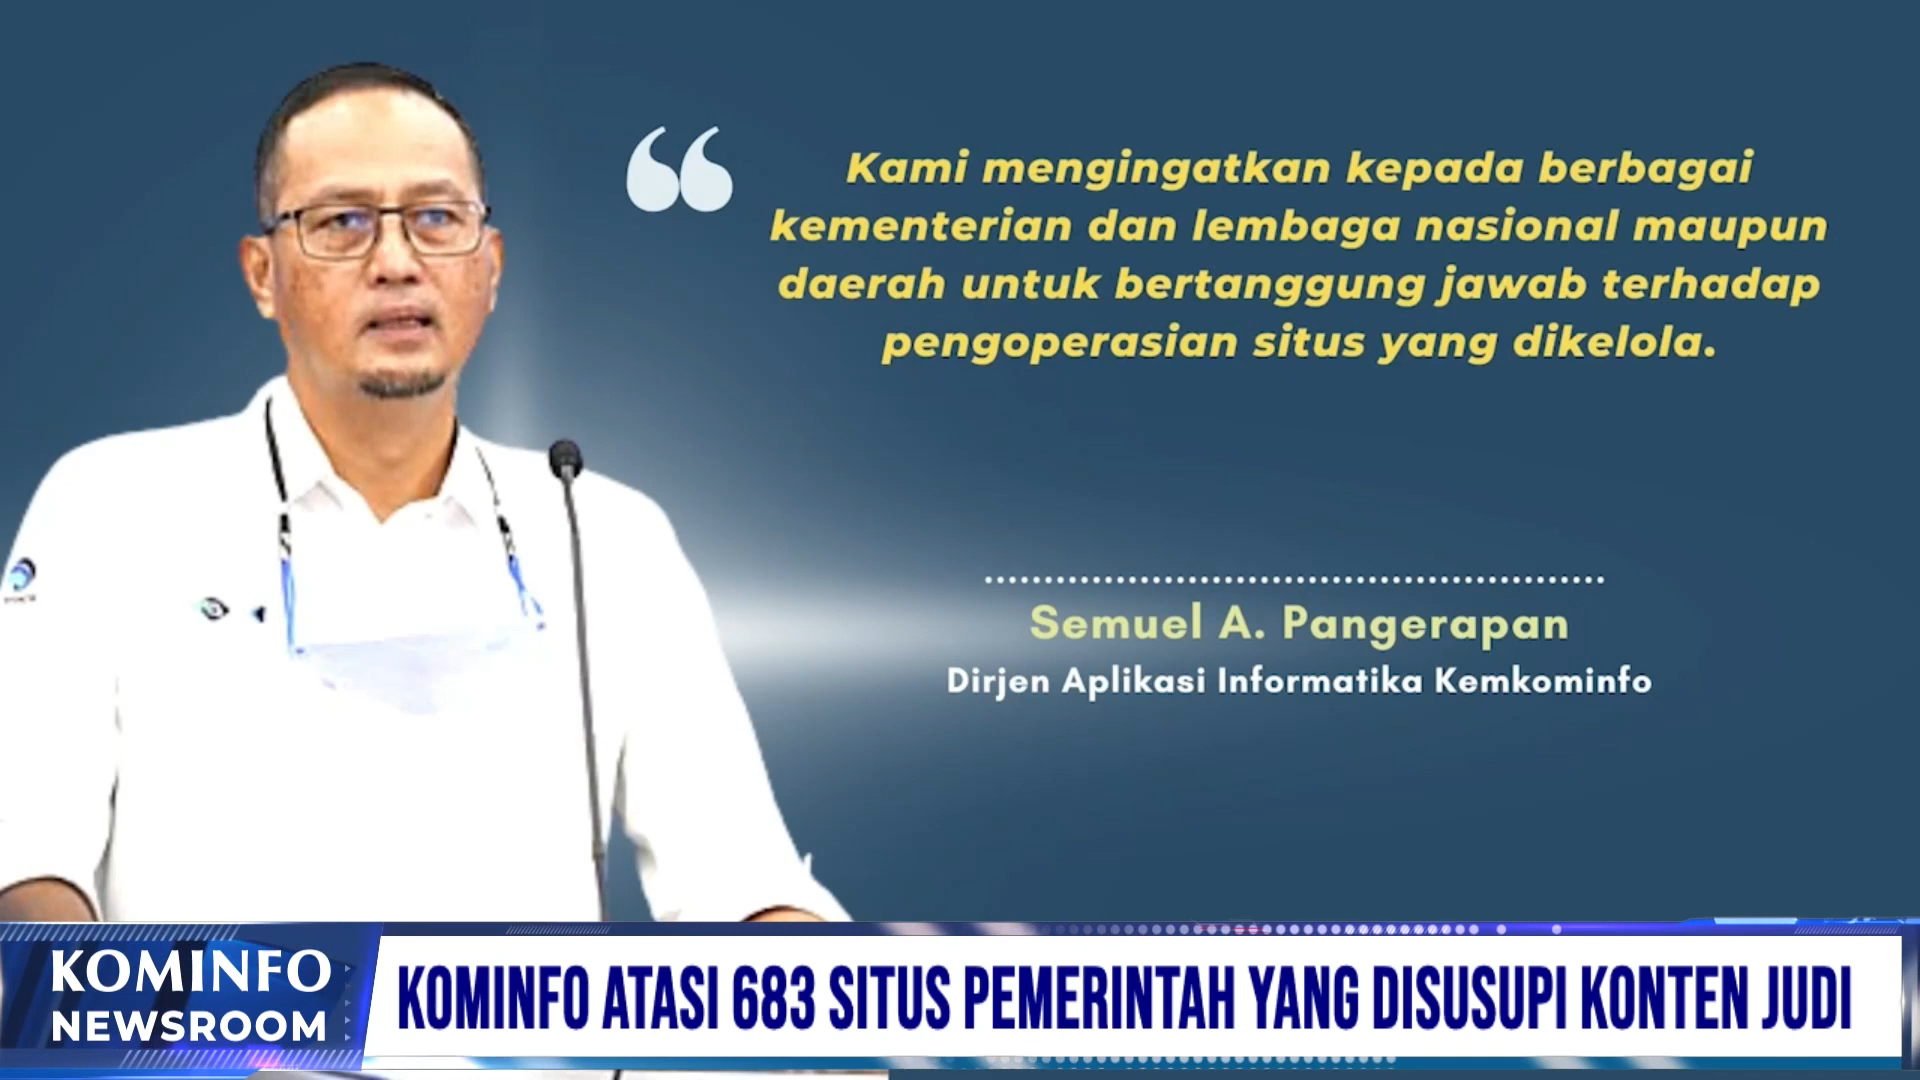 Kami mengingatkan kepada berbagai
kementerian dan lembaga nasional maupun
daerah untuk bertanggung jawab terhadap
pengoperasian situs yang dikelola.
Semuel A. Pangerapan
Dirjen Aplikasi Informatika Kemkominfo
KOMINFO
NEWSROOM
KOMINFO ATASI 683 SITUS PEMERINTAH YANG DISUSUPI KONTEN JUDI